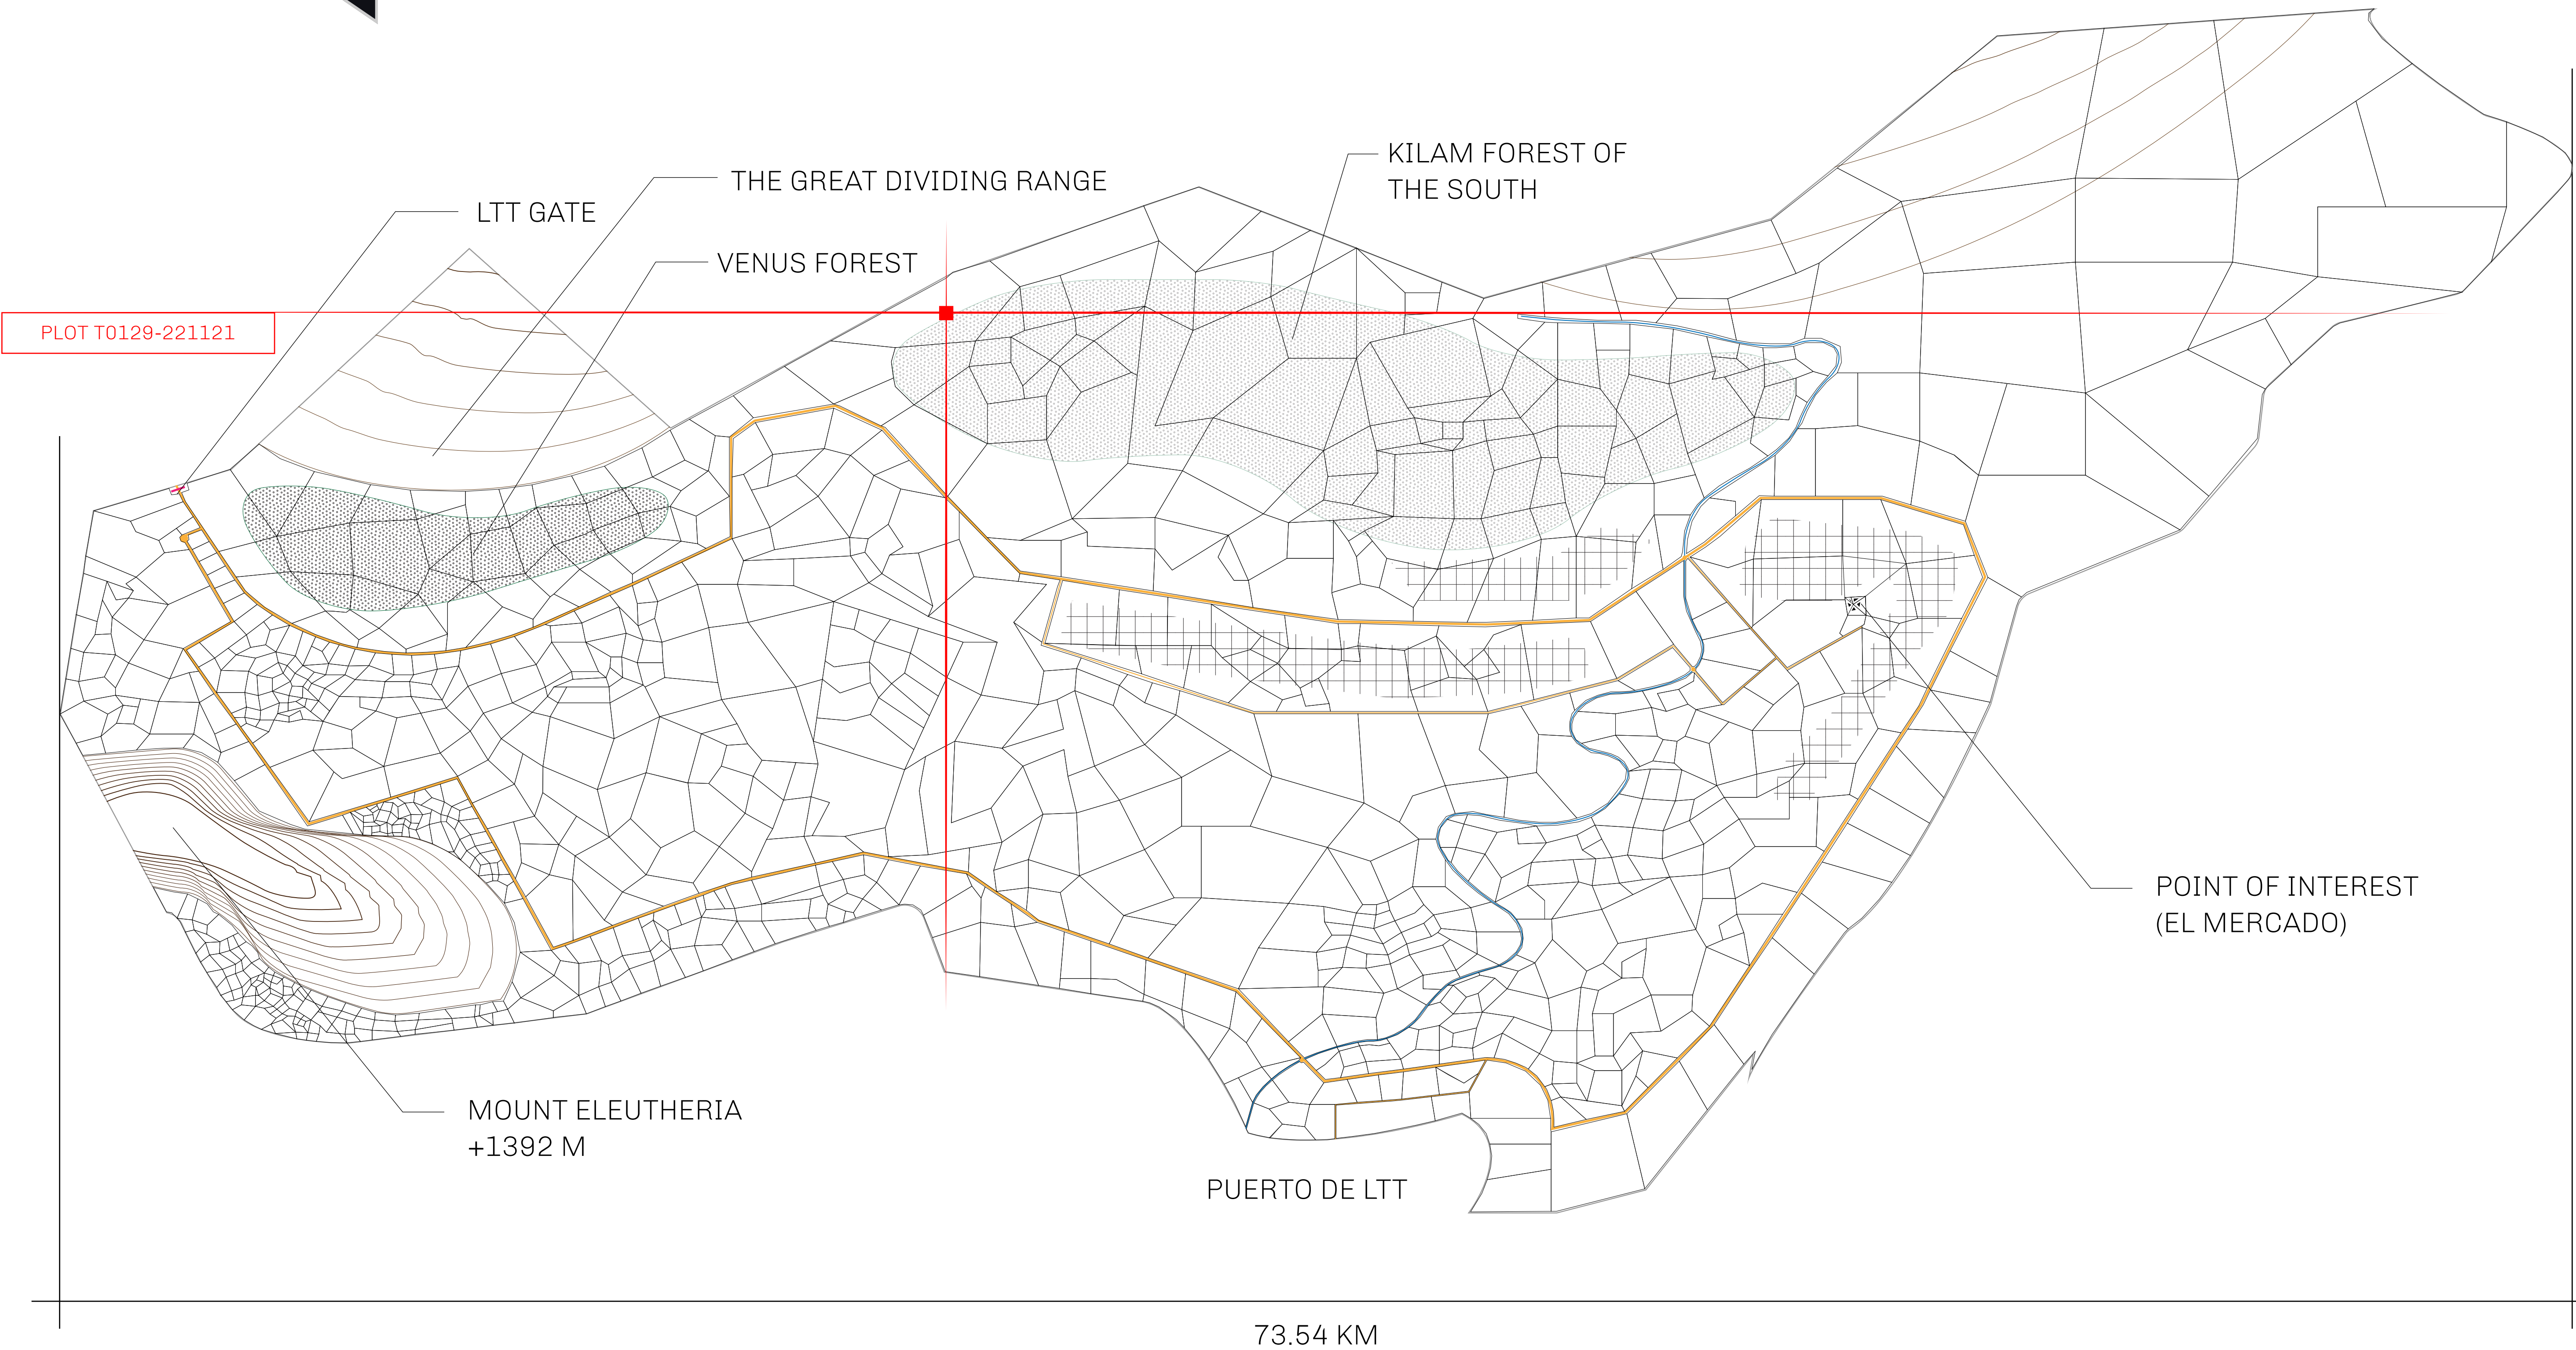 KILAM FOREST OF
THE SOUTH
THE GREAT DIVIDING RANGE
LTT GATE
VENUS FOREST
PLOT T0129-221121
POINT OF INTEREST
(EL MERCADO)
MOUNT ELEUTHERIA
+1392 M
PUERTO DE LTT
73.54 KM